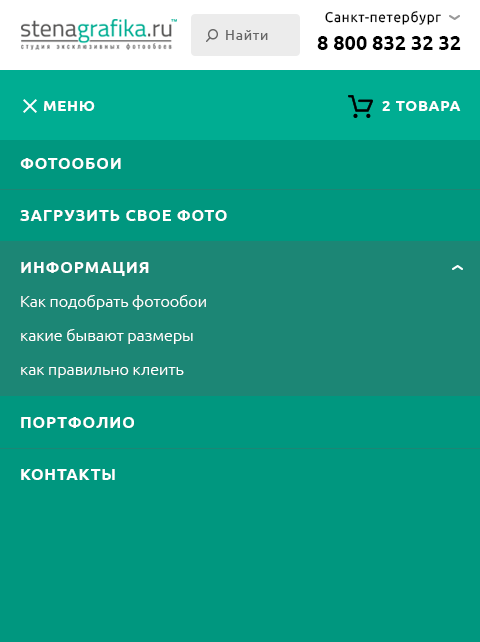 stenagrafika.ru™
студия эксклюзивных фотообоев
Найти
Санкт-петербург
8 800 832 32 32
МЕНЮ
2 ТОВАРА
ФОТООБОИ
ЗАГРУЗИТЬ СВОЕ ФОТО
ИНФОРМАЦИЯ
Как подобрать фотообои
какие бывают размеры
как правильно клеить
ПОРТФОЛИО
КОНТАКТЫ